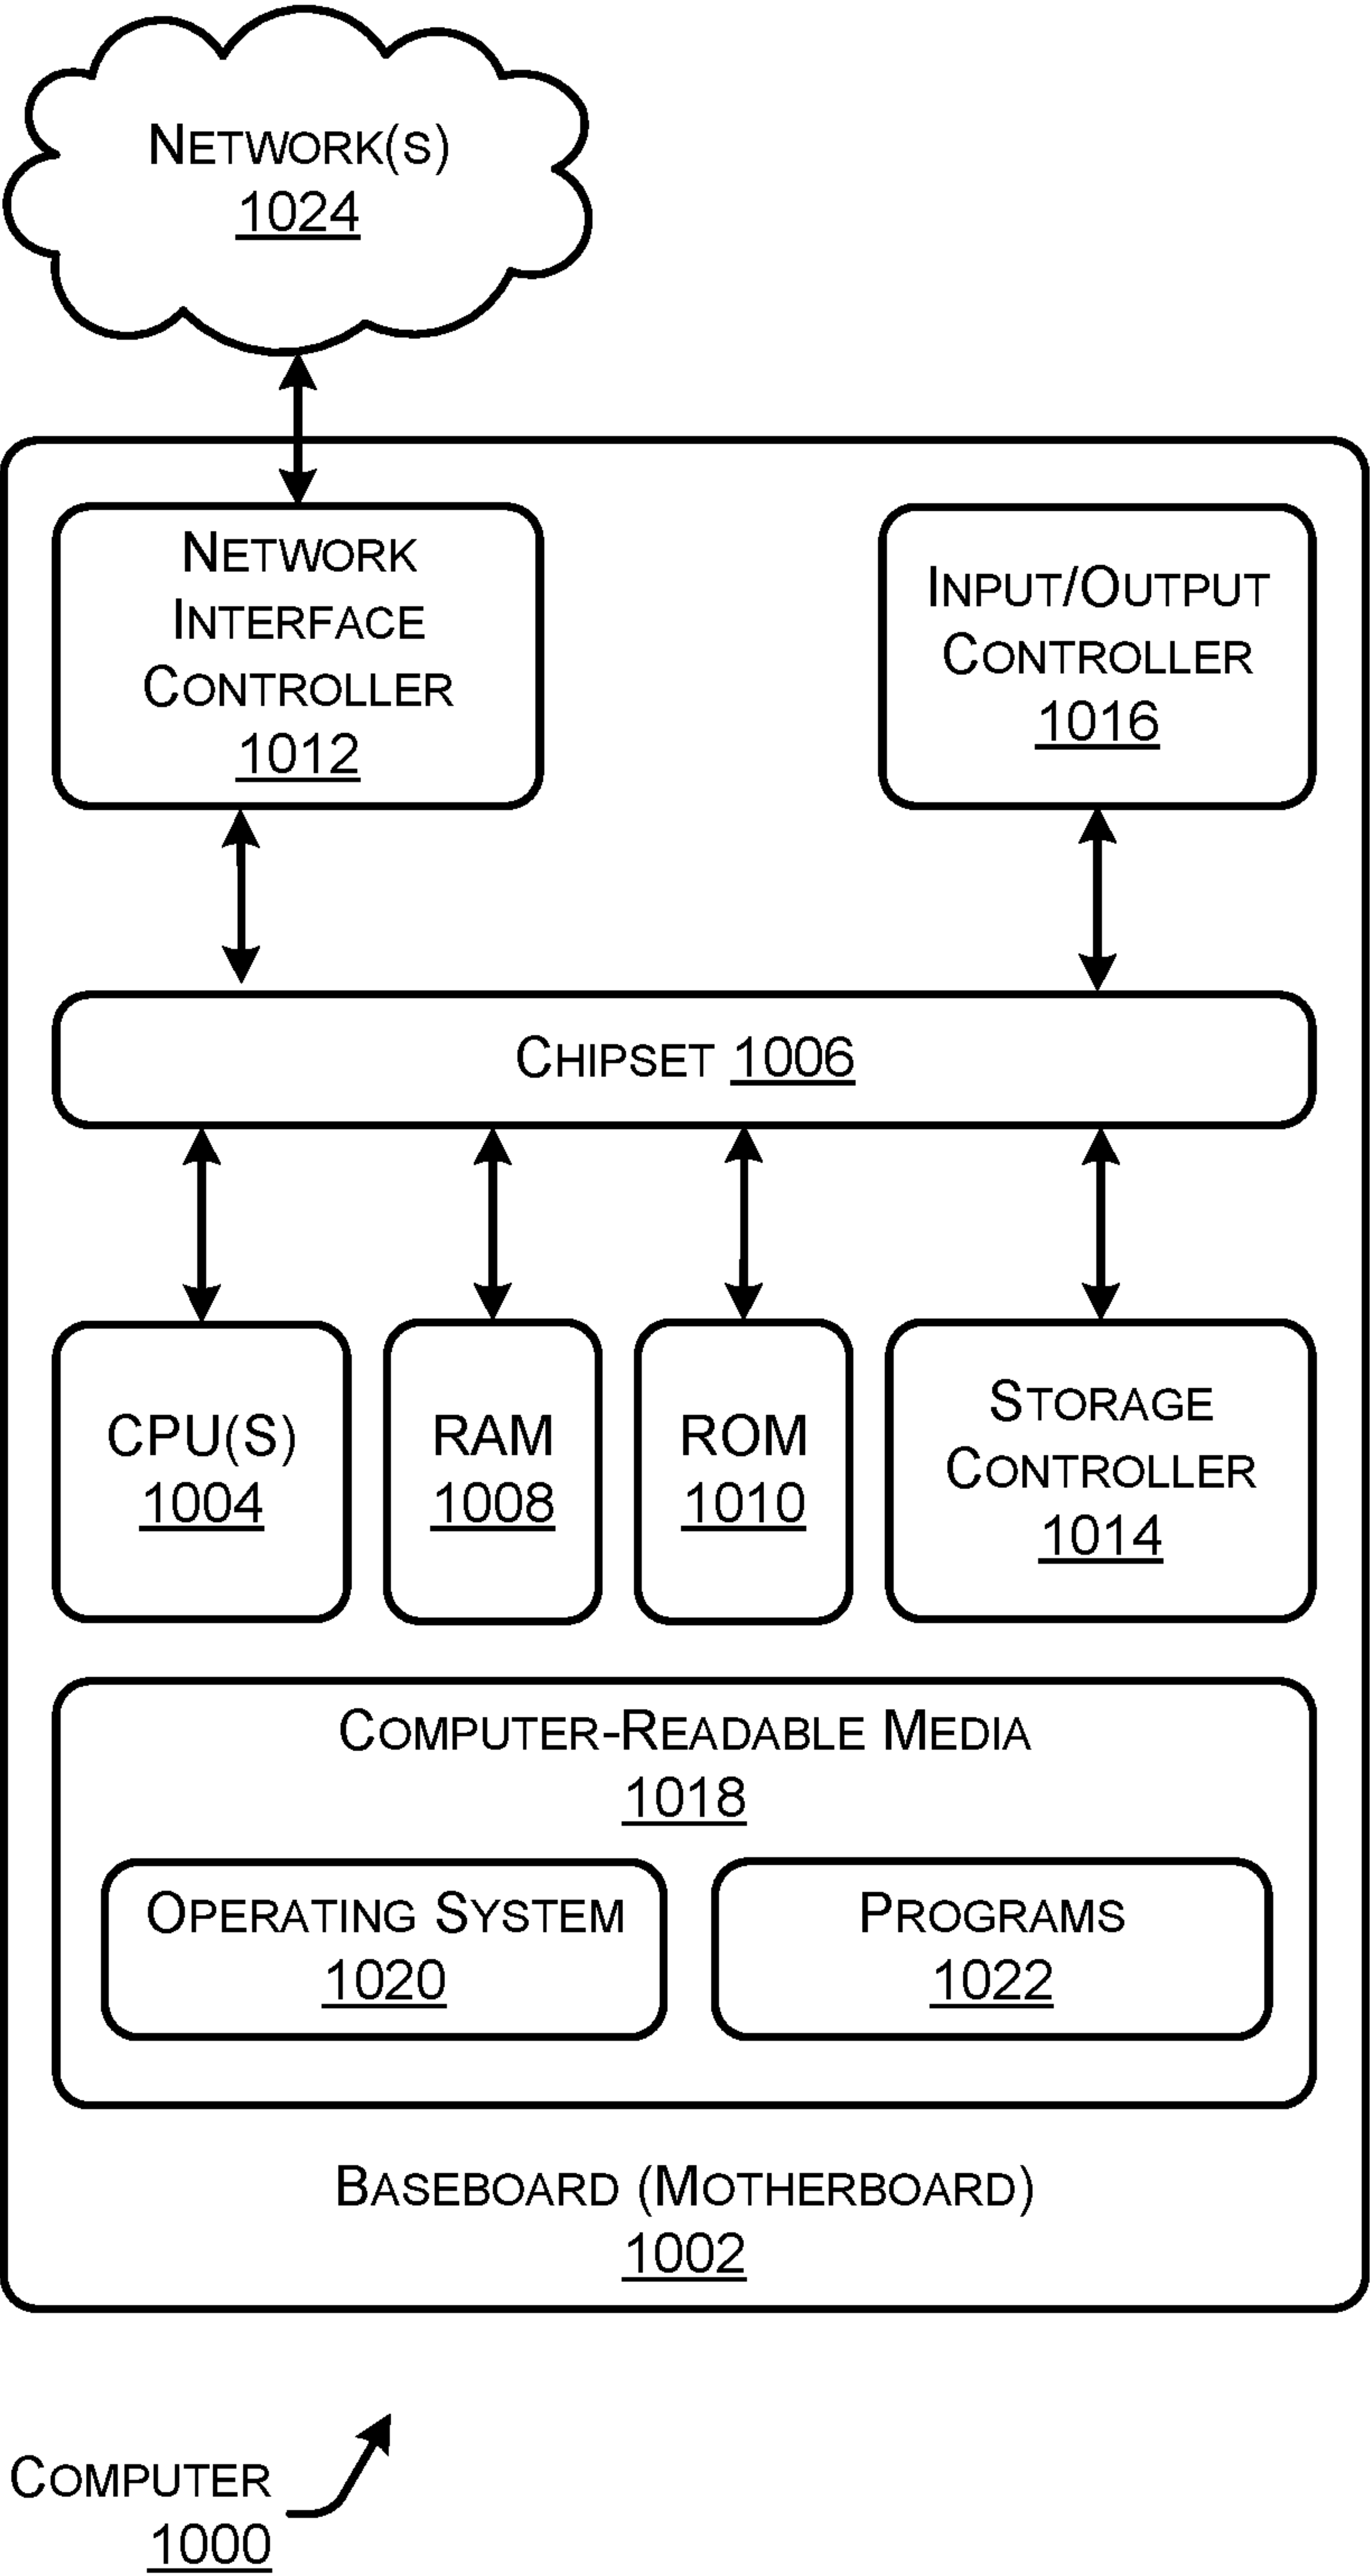 NETWORK(S)
1024
NETWORK
INTERFACE
CONTROLLER
1012
INPUT/OUTPUT
CONTROLLER
1016
CHIPSET 1006
CPU(S)
1004
RAM
1008
ROM
1010
STORAGE
CONTROLLER
1014
COMPUTER-READABLE MEDIA
1018
OPERATING SYSTEM
1020
PROGRAMS
1022
BASEBOARD (MOTHERBOARD)
1002
COMPUTER
1000